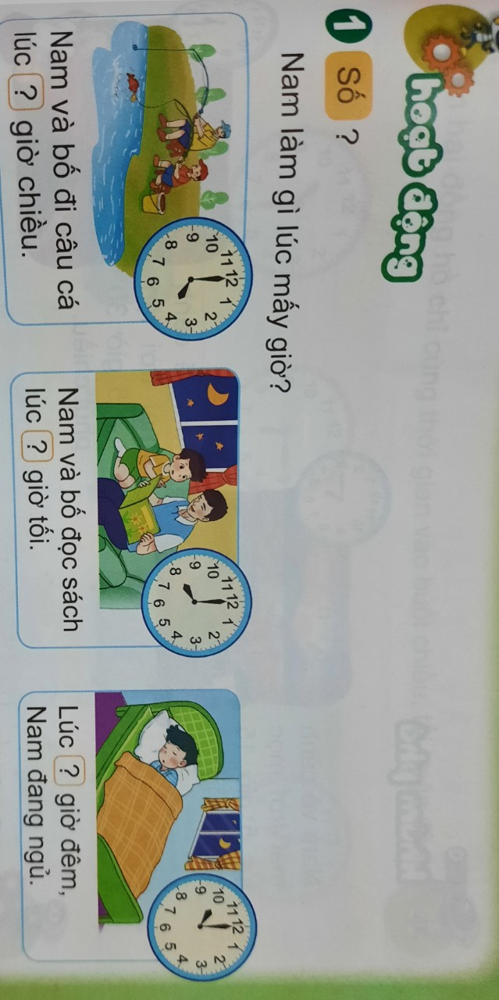 hoạt động
1 Số ?
Nam làm gì lúc mấy giờ?
11 12 1
10 2
9 3
8 4
7 6 5
Nam và bố đi câu cá
lúc ? giờ chiều.
11 12 1
10 2
9 3
8 4
7 6 5
Nam và bố đọc sách
lúc ? giờ tối.
11 12 1
10 2
9 3
8 4
7 6 5
Lúc ? giờ đêm,
Nam đang ngủ.